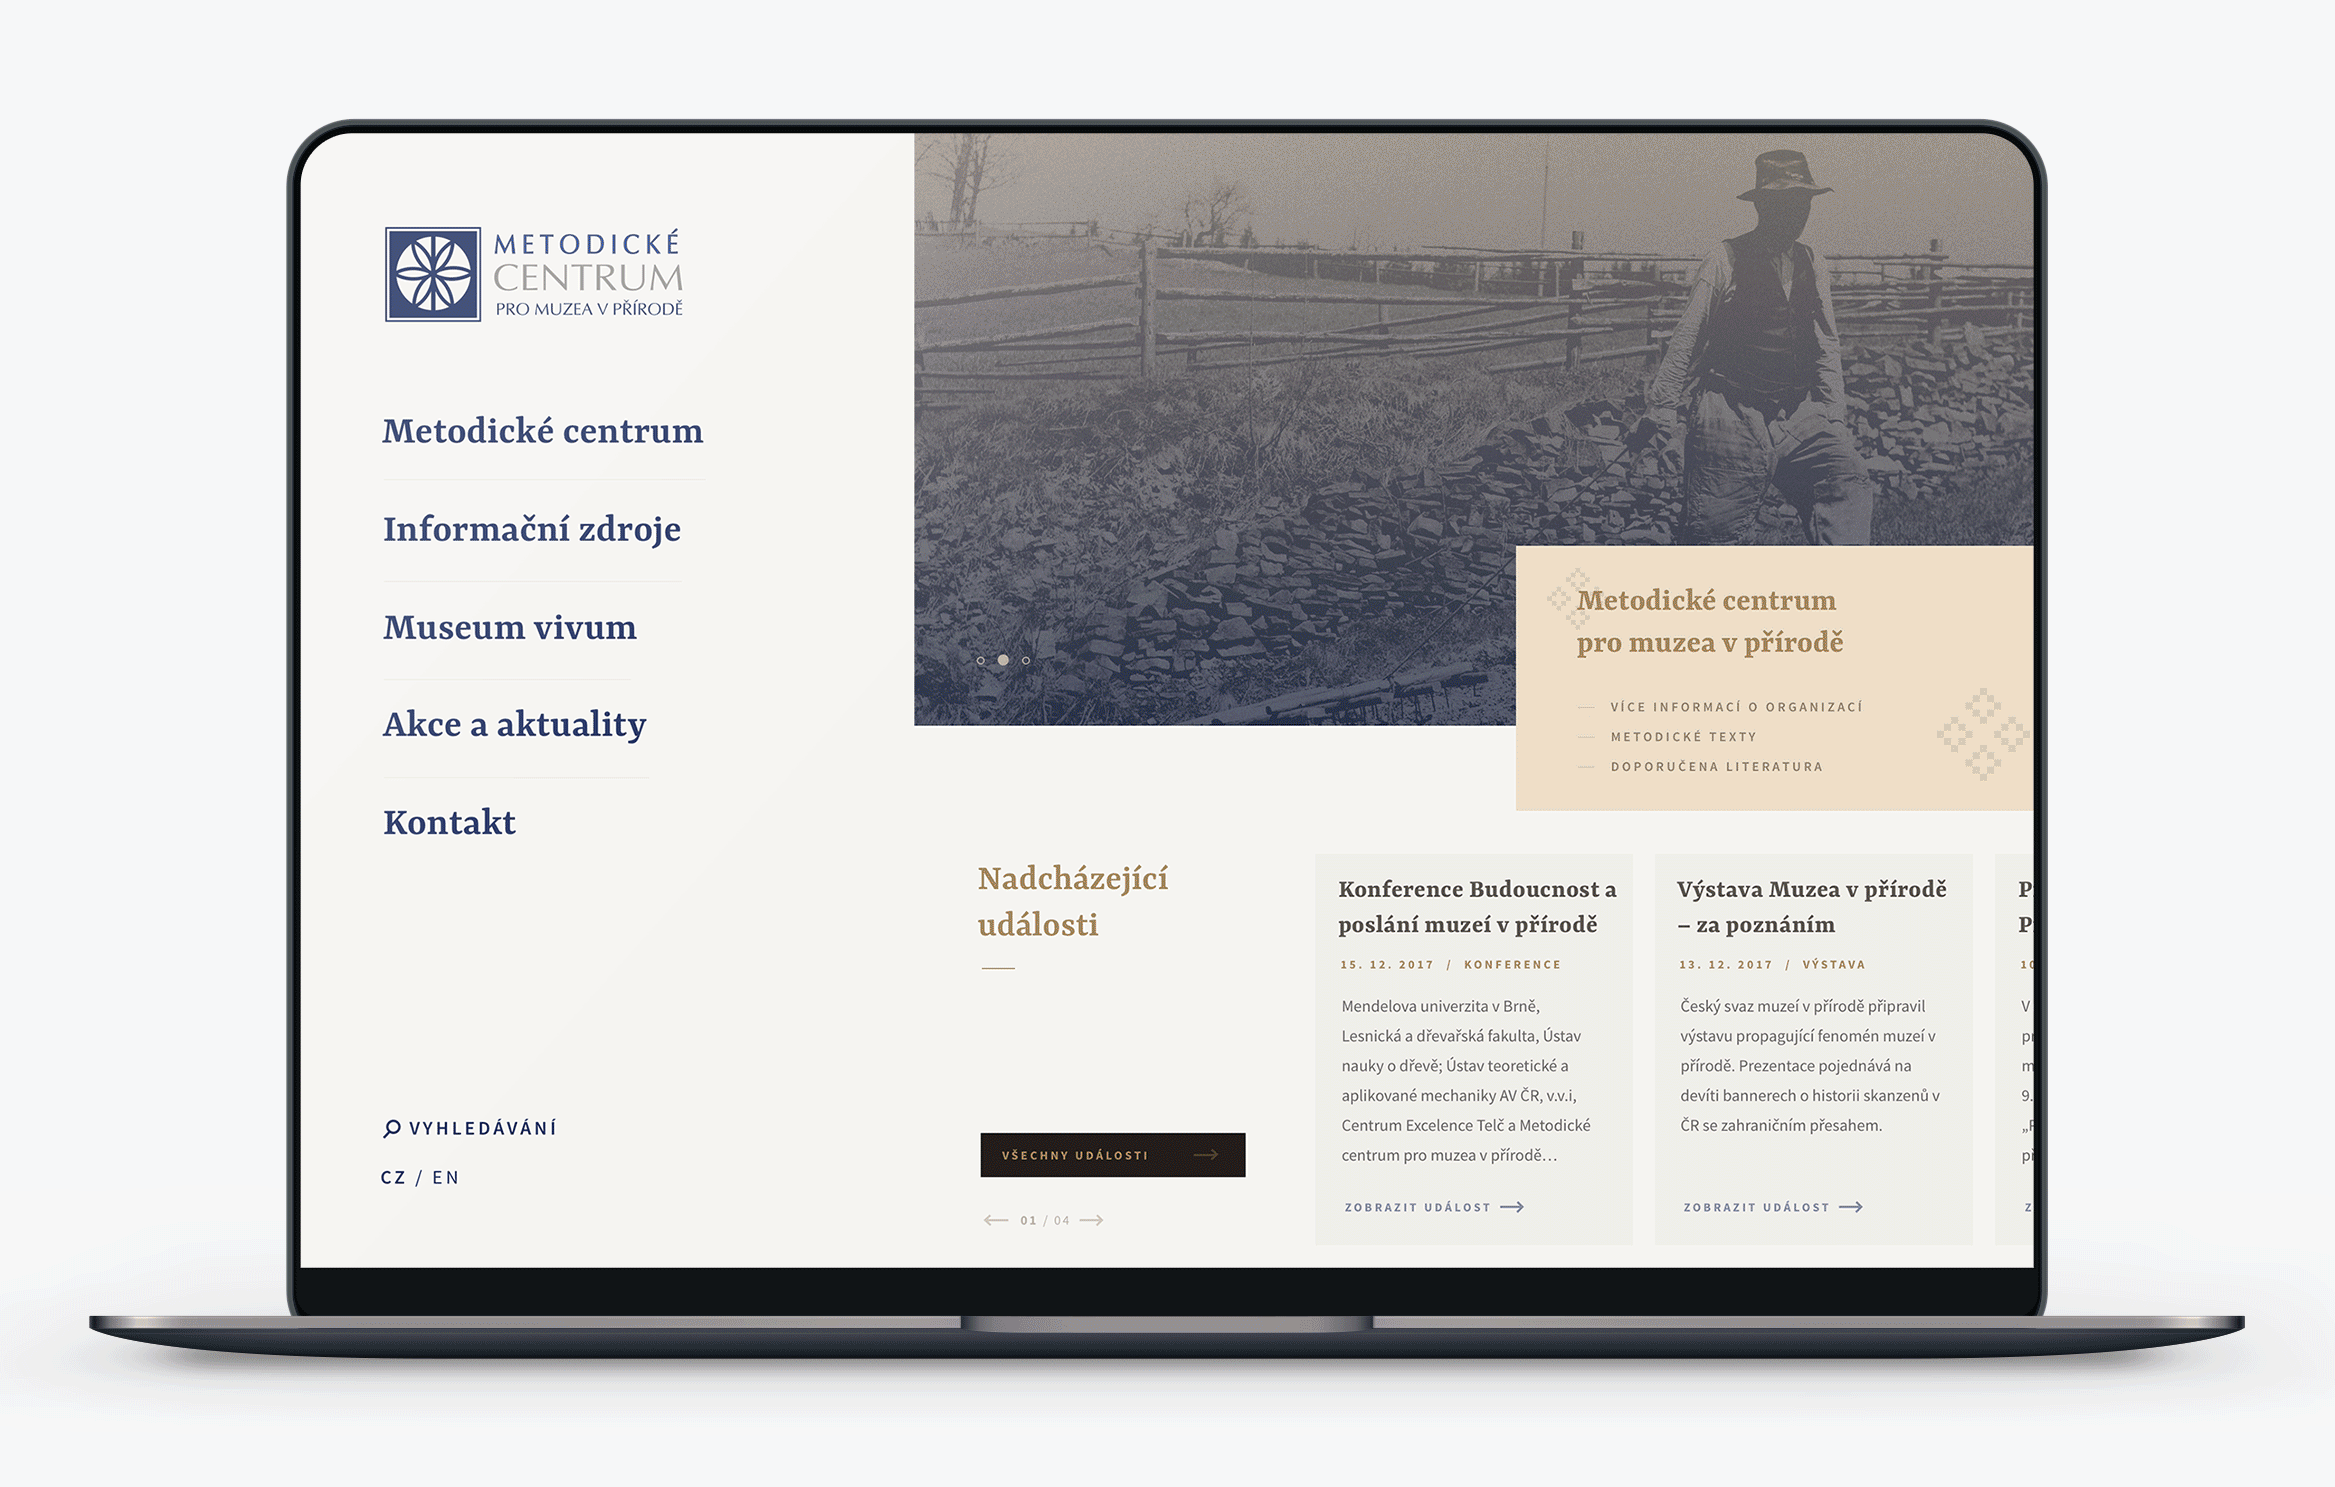 METODICKÉ
CENTRUM
PRO MUZEA V PŘÍRODĚ
Metodické centrum
Informační zdroje
Museum vivum
Akce a aktuality
Kontakt
VYHLEDÁVÁNÍ
CZ / EN
Metodické centrum
pro muzea v přírodě
VÍCE INFORMACÍ O ORGANIZACÍ
METODICKÉ TEXTY
DOPORUČENA LITERATURA
Nadcházející
události
VŠECHNY UDÁLOSTI
01 / 04
Konference Budoucnost a
poslání muzeí v přírodě
15. 12. 2017 / KONFERENCE
Mendelova univerzita v Brně,
Lesnická a dřevařská fakulta, Ústav
nauky o dřevě; Ústav teoretické a
aplikované mechaniky AV ČR, v.v.i,
Centrum Excelence Telč a Metodické
centrum pro muzea v přírodě…
ZOBRAZIT UDÁLOST
Výstava Muzea v přírodě
– za poznáním
13. 12. 2017 / VÝSTAVA
Český svaz muzeí v přírodě připravil
výstavu propagující fenomén muzeí v
přírodě. Prezentace pojednává na
devíti bannerech o historii skanzenů v
ČR se zahraničním přesahem.
ZOBRAZIT UDÁLOST
V
9.